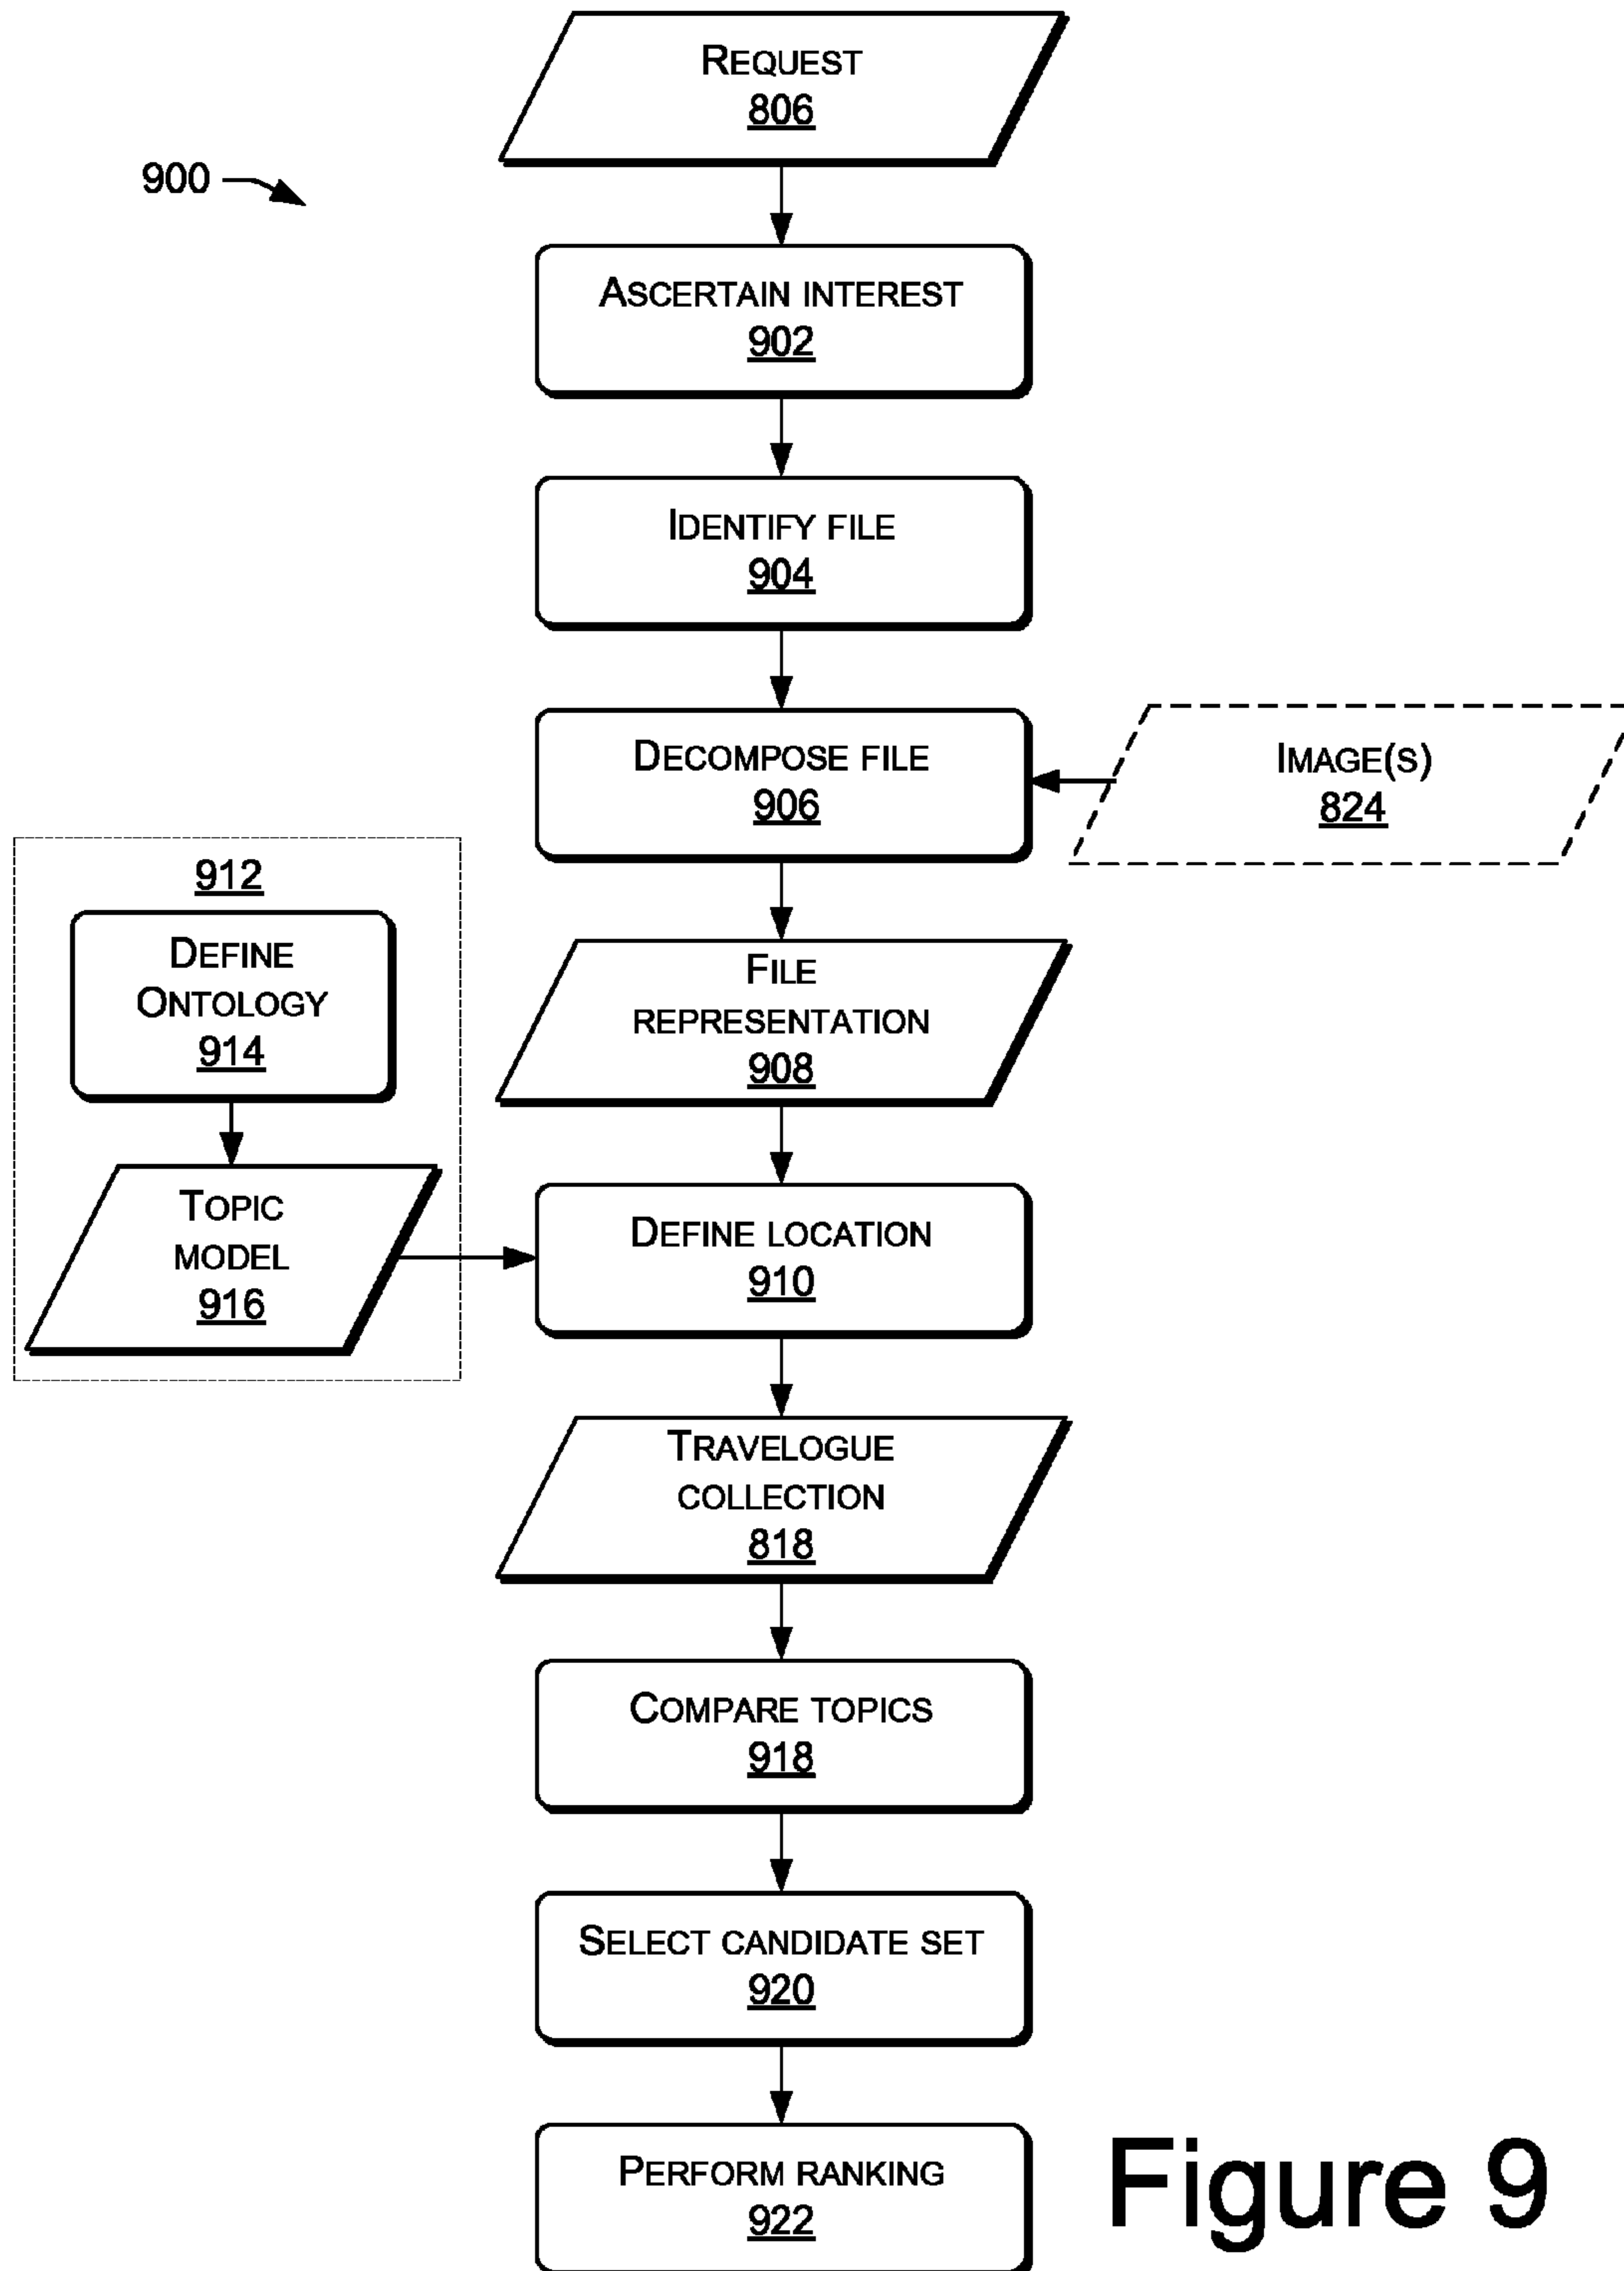 REQUEST
806
900
ASCERTAIN INTEREST
902
IDENTIFY FILE
904
DECOMPOSE FILE
906
IMAGE(S)
824
912
DEFINE
ONTOLOGY
914
FILE
REPRESENTATION
908
TOPIC
MODEL
916
DEFINE LOCATION
910
TRAVELOGUE
COLLECTION
818
COMPARE TOPICS
918
SELECT CANDIDATE SET
920
PERFORM RANKING
922
Figure 9